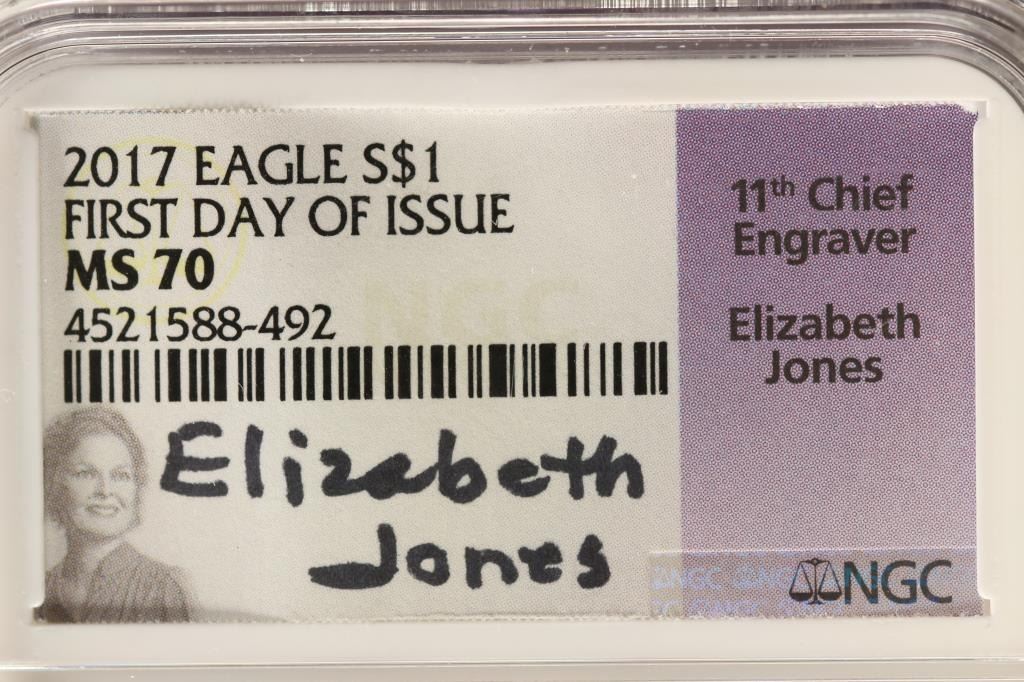 2017 EAGLE S$1
FIRST DAY OF ISSUE
MS 70
4521588-492
NGC
Elizabeth
Jones
11th Chief
Engraver
Elizabeth
Jones
NGC